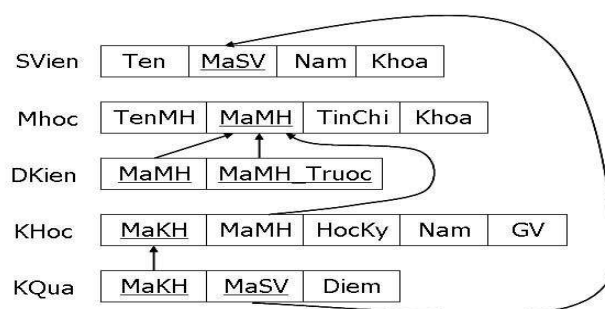 SVien Ten MaSV Nam Khoa
Mhoc TenMH MaMH TinChi Khoa
DKien MaMH MaMH_Truoc
KHoc MaKH MaMH HocKy Nam GV
KQua MaKH MaSV Diem